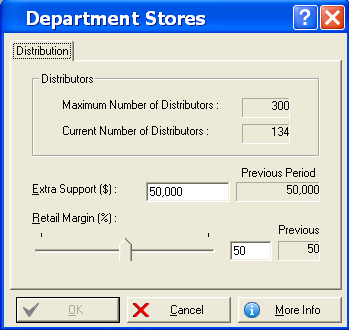 Department Stores
Distribution
Distributors
Maximum Number of Distributors : 300
Current Number of Distributors : 134
Previous Period
Extra Support ($) : 50,000 50,000
Retail Margin (%) :
Previous
50 50
OK Cancel More Info